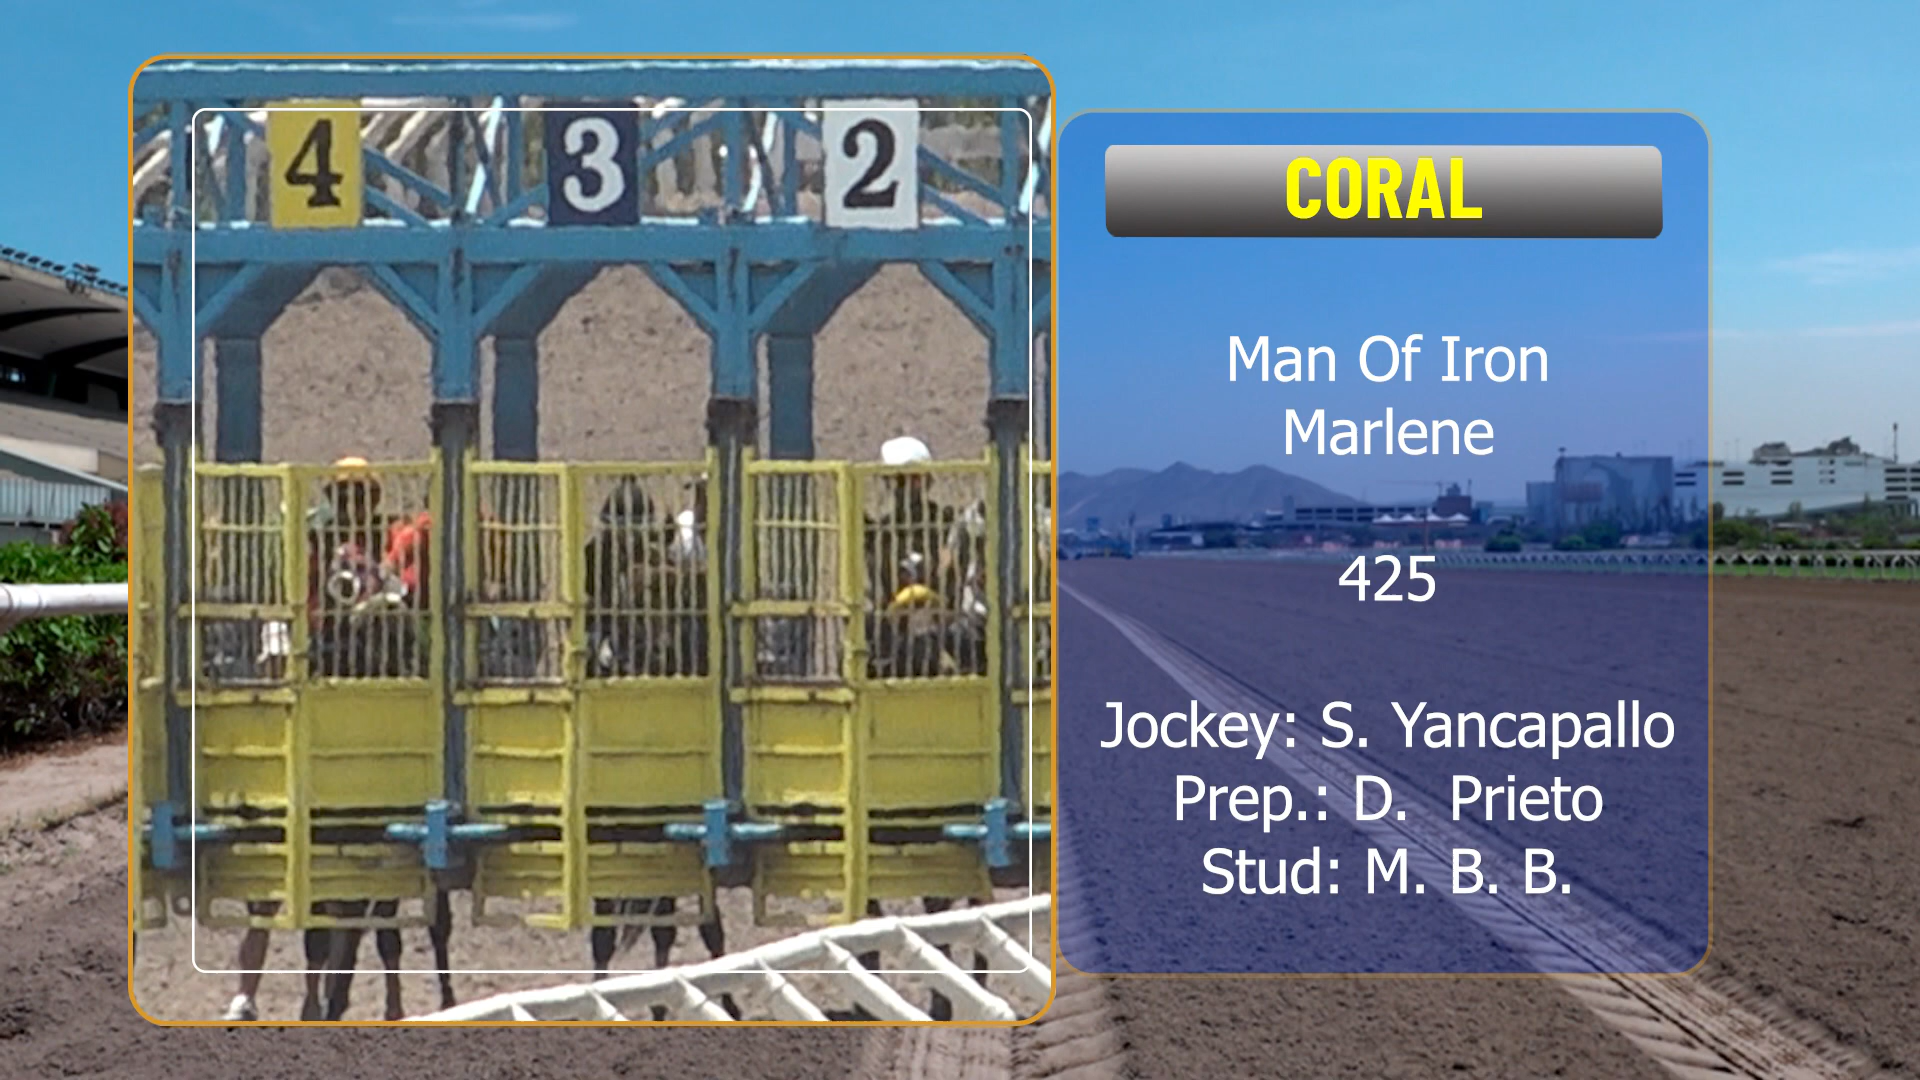 4 3 2
CORAL
Man Of Iron
Marlene
425
Jockey: S. Yancapallo
Prep.: D. Prieto
Stud: M. B. B.